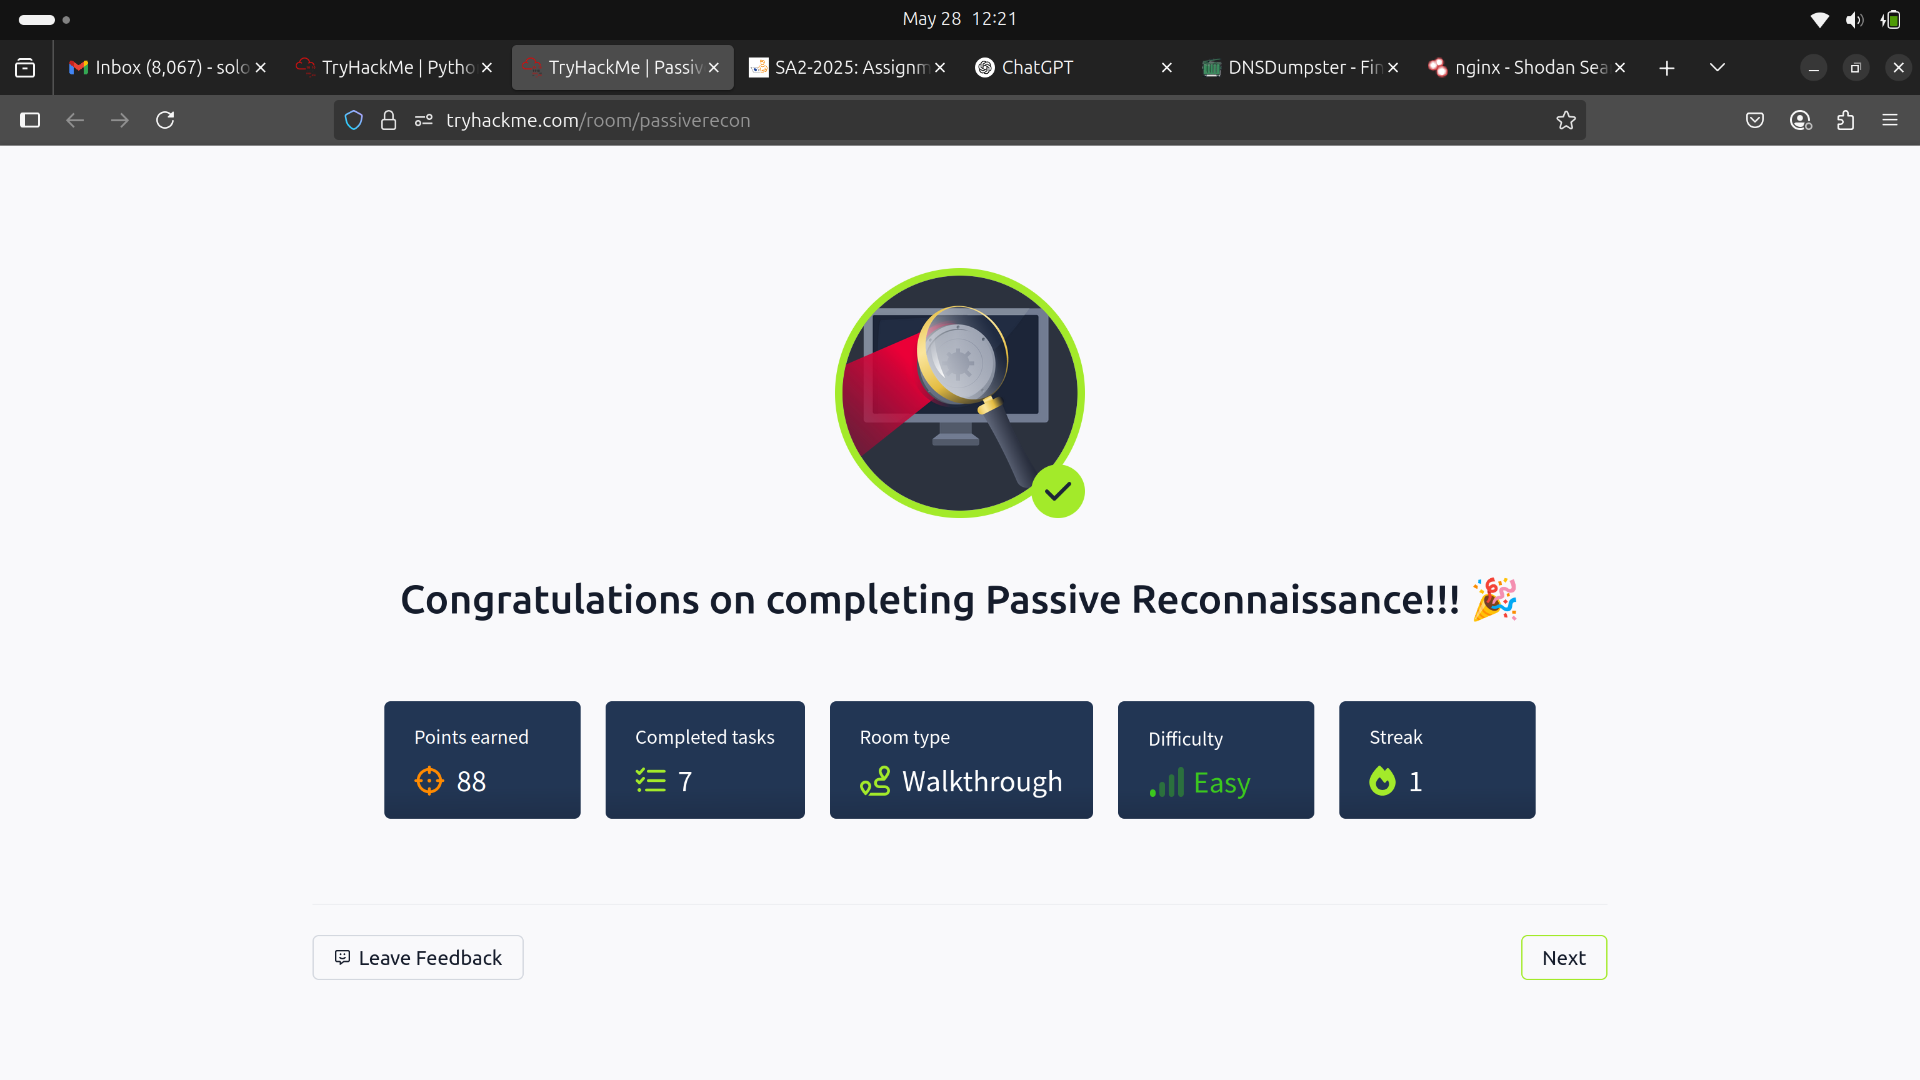 May 28 12:21
Inbox (8,067) - solo
TryHackMe | Pytho
TryHackMe | Passiv
SA2-2025: Assignm
ChatGPT
DNSDumpster - Fin
nginx - Shodan Sea
tryhackme.com/room/passiverecon
Congratulations on completing Passive Reconnaissance!!! 🎉
Points earned
88
Completed tasks
7
Room type
Walkthrough
Difficulty
Easy
Streak
1
Leave Feedback
Next